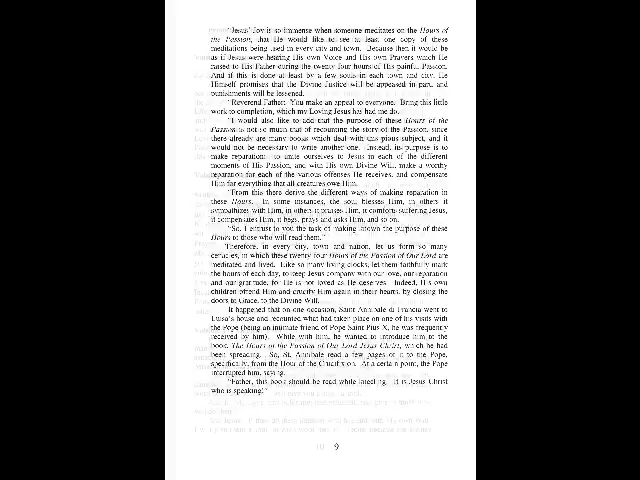 "Jesus' Joy is so immense when someone meditates on the Hours of
the Passion, that He would like to see at least one copy of these
meditations being used in every city and town. Because then it would be
as if Jesus were hearing His own Voice and His own Prayers which He
raised to His Father during the twenty four hours of His painful Passion.
And if this is done at least by a few souls in each town and city, He
Himself promises that the Divine Justice will be appeased in part, and
punishments will be lessened.
"Reverend Father: You make an appeal to everyone. Bring this little
work to completion, which my Loving Jesus has had me do.
"I would also like to add that the purpose of these Hours of the
Passion is not so much that of recounting the story of the Passion, since
there already are many books which deal with this pious subject, and it
would not be necessary to write another one. Instead, its purpose is to
make reparation; to unite ourselves to Jesus in each of the different
moments of His Passion, and with His own Divine Will, make a worthy
reparation for each of the various offenses He receives, and compensate
Him for everything that all creatures owe Him.
"From this there derive the different ways of making reparation in
these Hours. In some instances, the soul blesses Him, in others it
sympathizes with Him, in others it praises Him, it comforts suffering Jesus,
it compensates Him, it begs, prays and asks Him, and so on.
"So, I entrust to you the task of making known the purpose of these
Hours to those who will read them."
Therefore, in every city, town and nation, let us form so many
cenacles, in which these twenty four Hours of the Passion of Our Lord are
meditated and lived. Like so many living clocks, let them faithfully mark
the hours of each day, to keep Jesus company with our love, our reparation
and our gratitude, for He is not loved as He deserves. Indeed, His own
children offend Him and crucify Him again in their hearts, by closing the
doors to Grace, to the Divine Will.
It happened that on one occasion, Saint Annibale di Francia went to
Luisa's house and recounted what had taken place on one of his visits with
the Pope (being an intimate friend of Pope Saint Pius X, he was frequently
received by him). While with him, he wanted to introduce him to the
book, The Hours of the Passion of Our Lord Jesus Christ, which he had
been spreading. So, St. Annibale read a few pages of it to the Pope,
specifically, from the Hour of the Crucifixion. At a certain point, the Pope
interrupted him, saying:
"Father, this book should be read while kneeling. It is Jesus Christ
who is speaking!"
10 9